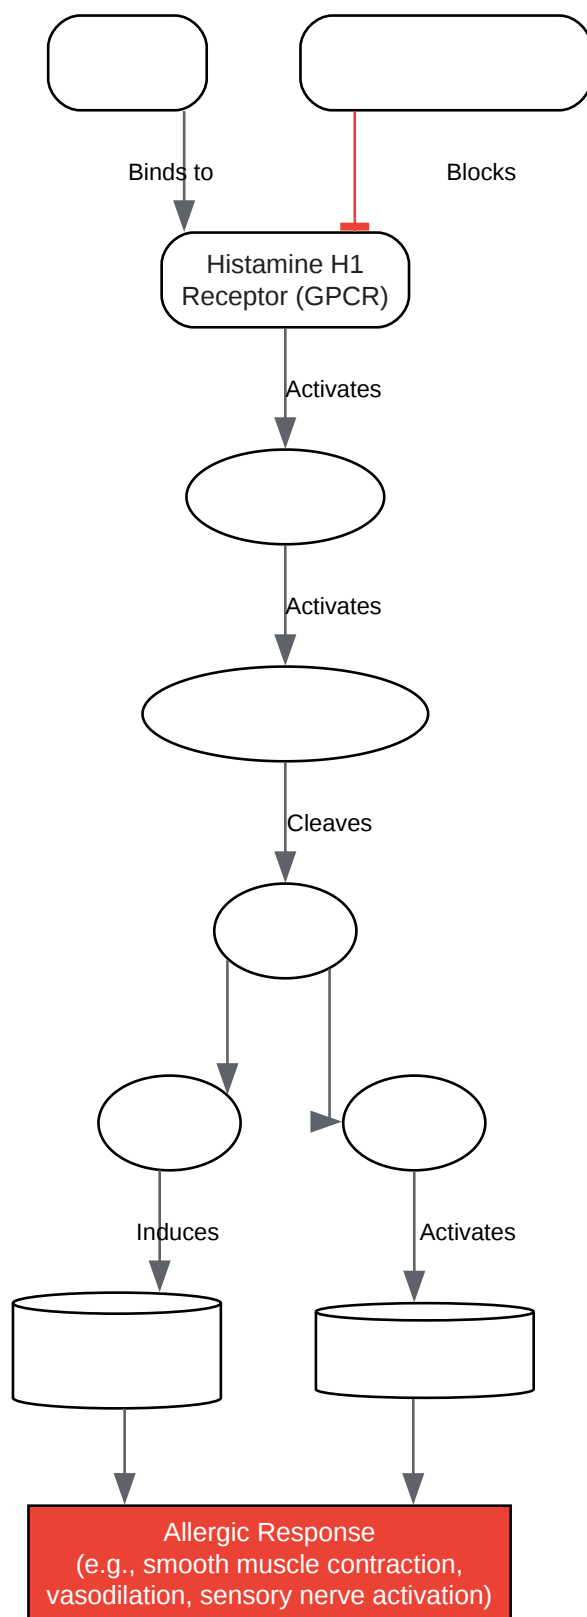 Binds to
Blocks
Histamine H1
Receptor (GPCR)
Activates
Activates
Cleaves
Induces
Activates
Allergic Response
(e.g., smooth muscle contraction,
vasodilation, sensory nerve activation)